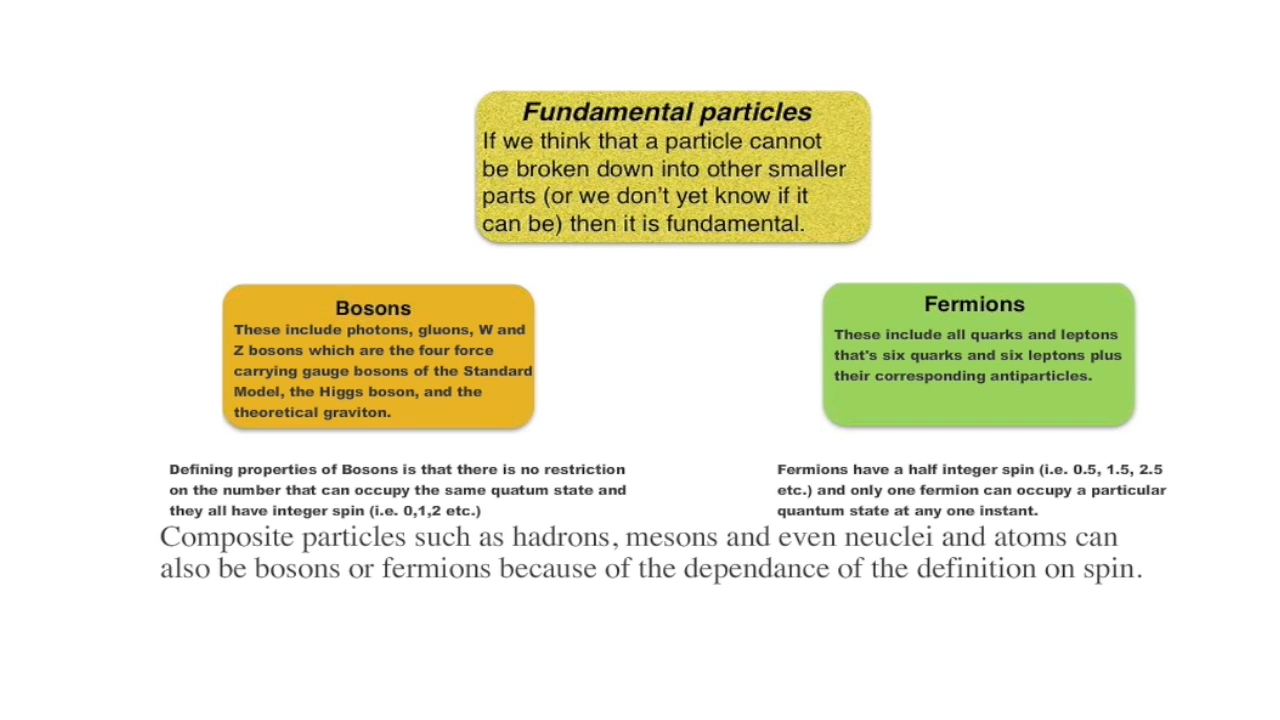 Fundamental particles
If we think that a particle cannot
be broken down into other smaller
parts (or we don’t yet know if it
can be) then it is fundamental.
Bosons
These include photons, gluons, W and
Z bosons which are the four force
carrying gauge bosons of the Standard
Model, the Higgs boson, and the
theoretical graviton.
Fermions
These include all quarks and leptons
that's six quarks and six leptons plus
their corresponding antiparticles.
Defining properties of Bosons is that there is no restriction
on the number that can occupy the same quatum state and
they all have integer spin (i.e. 0,1,2 etc.)
Fermions have a half integer spin (i.e. 0.5, 1.5, 2.5
etc.) and only one fermion can occupy a particular
quantum state at any one instant.
Composite particles such as hadrons, mesons and even neuclei and atoms can
also be bosons or fermions because of the dependance of the definition on spin.